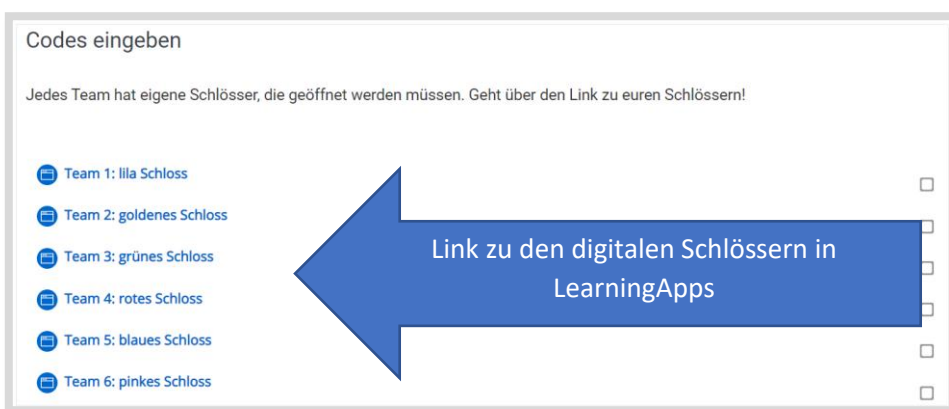 Codes eingeben
Jedes Team hat eigene Schlösser, die geöffnet werden müssen. Geht über den Link zu euren Schlössern!
Team 1: lila Schloss
Team 2: goldenes Schloss
Team 3: grünes Schloss
Team 4: rotes Schloss
Team 5: blaues Schloss
Team 6: pinkes Schloss
Link zu den digitalen Schlössern in
LearningApps